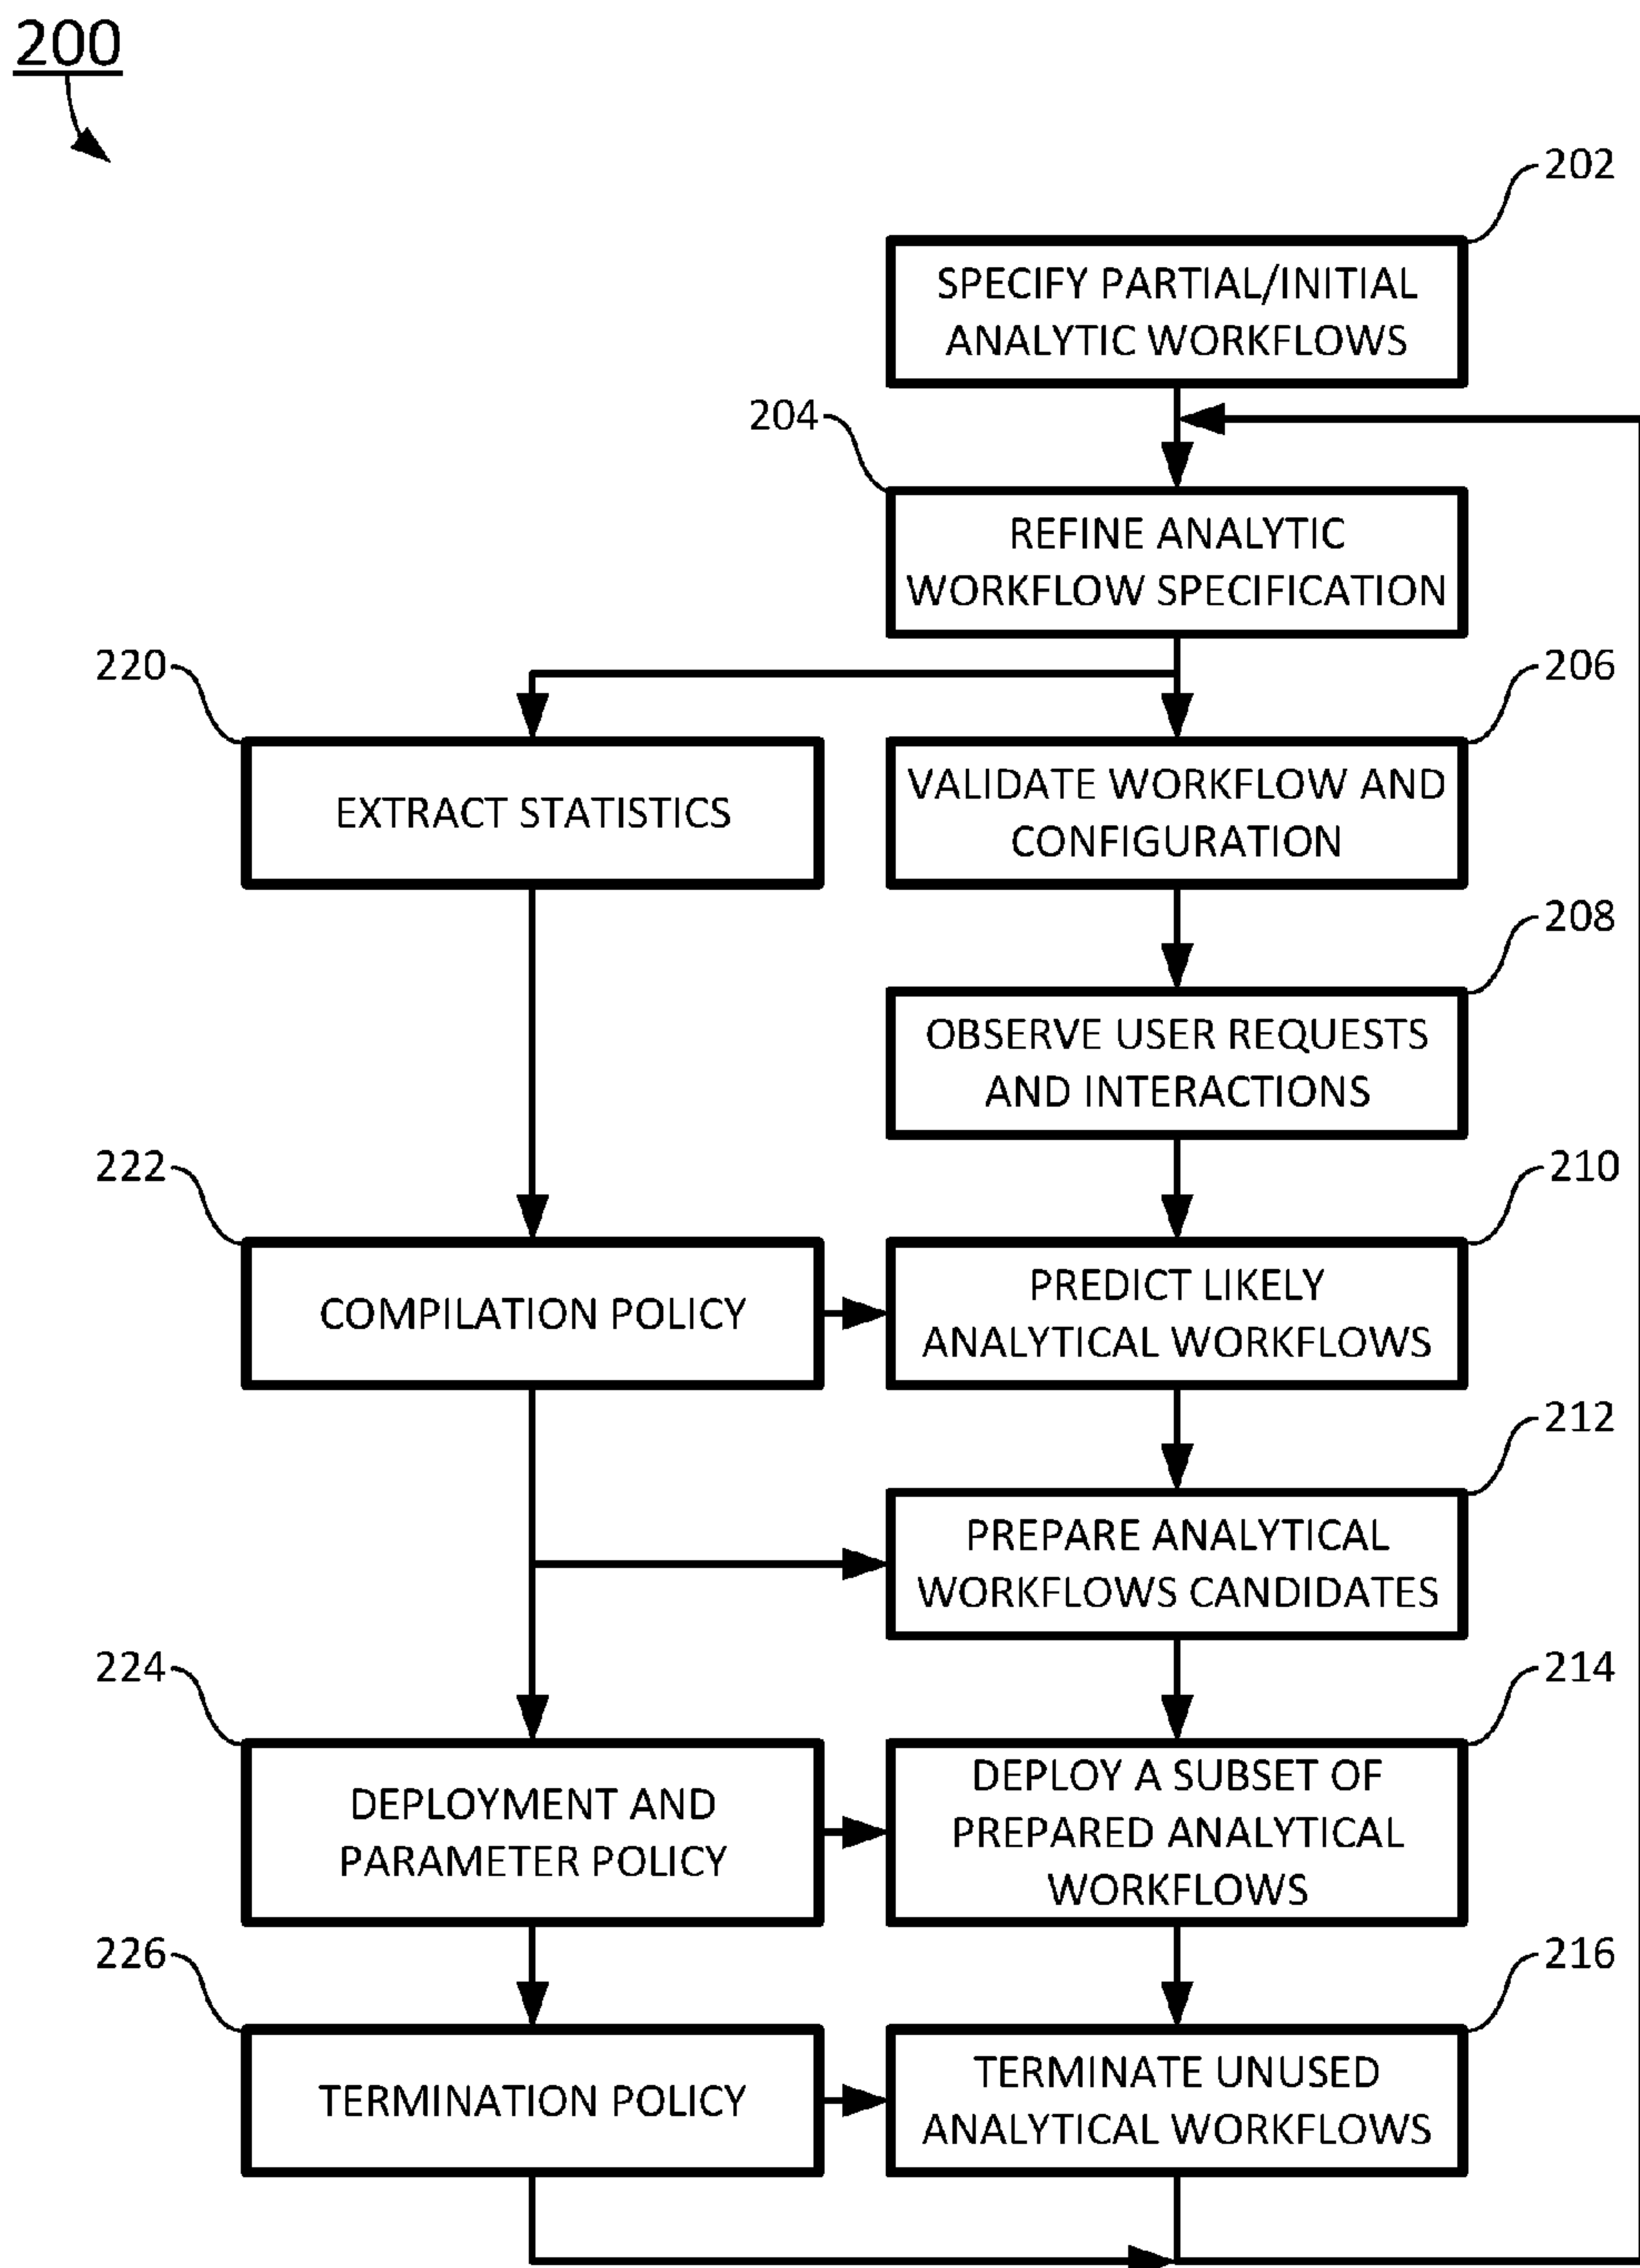 200
202
SPECIFY PARTIAL/INITIAL
ANALYTIC WORKFLOWS
204
REFINE ANALYTIC
WORKFLOW SPECIFICATION
220
206
EXTRACT STATISTICS
VALIDATE WORKFLOW AND
CONFIGURATION
208
OBSERVE USER REQUESTS
AND INTERACTIONS
222
210
COMPILATION POLICY
PREDICT LIKELY
ANALYTICAL WORKFLOWS
212
PREPARE ANALYTICAL
WORKFLOWS CANDIDATES
224
214
DEPLOYMENT AND
PARAMETER POLICY
DEPLOY A SUBSET OF
PREPARED ANALYTICAL
WORKFLOWS
226
216
TERMINATION POLICY
TERMINATE UNUSED
ANALYTICAL WORKFLOWS